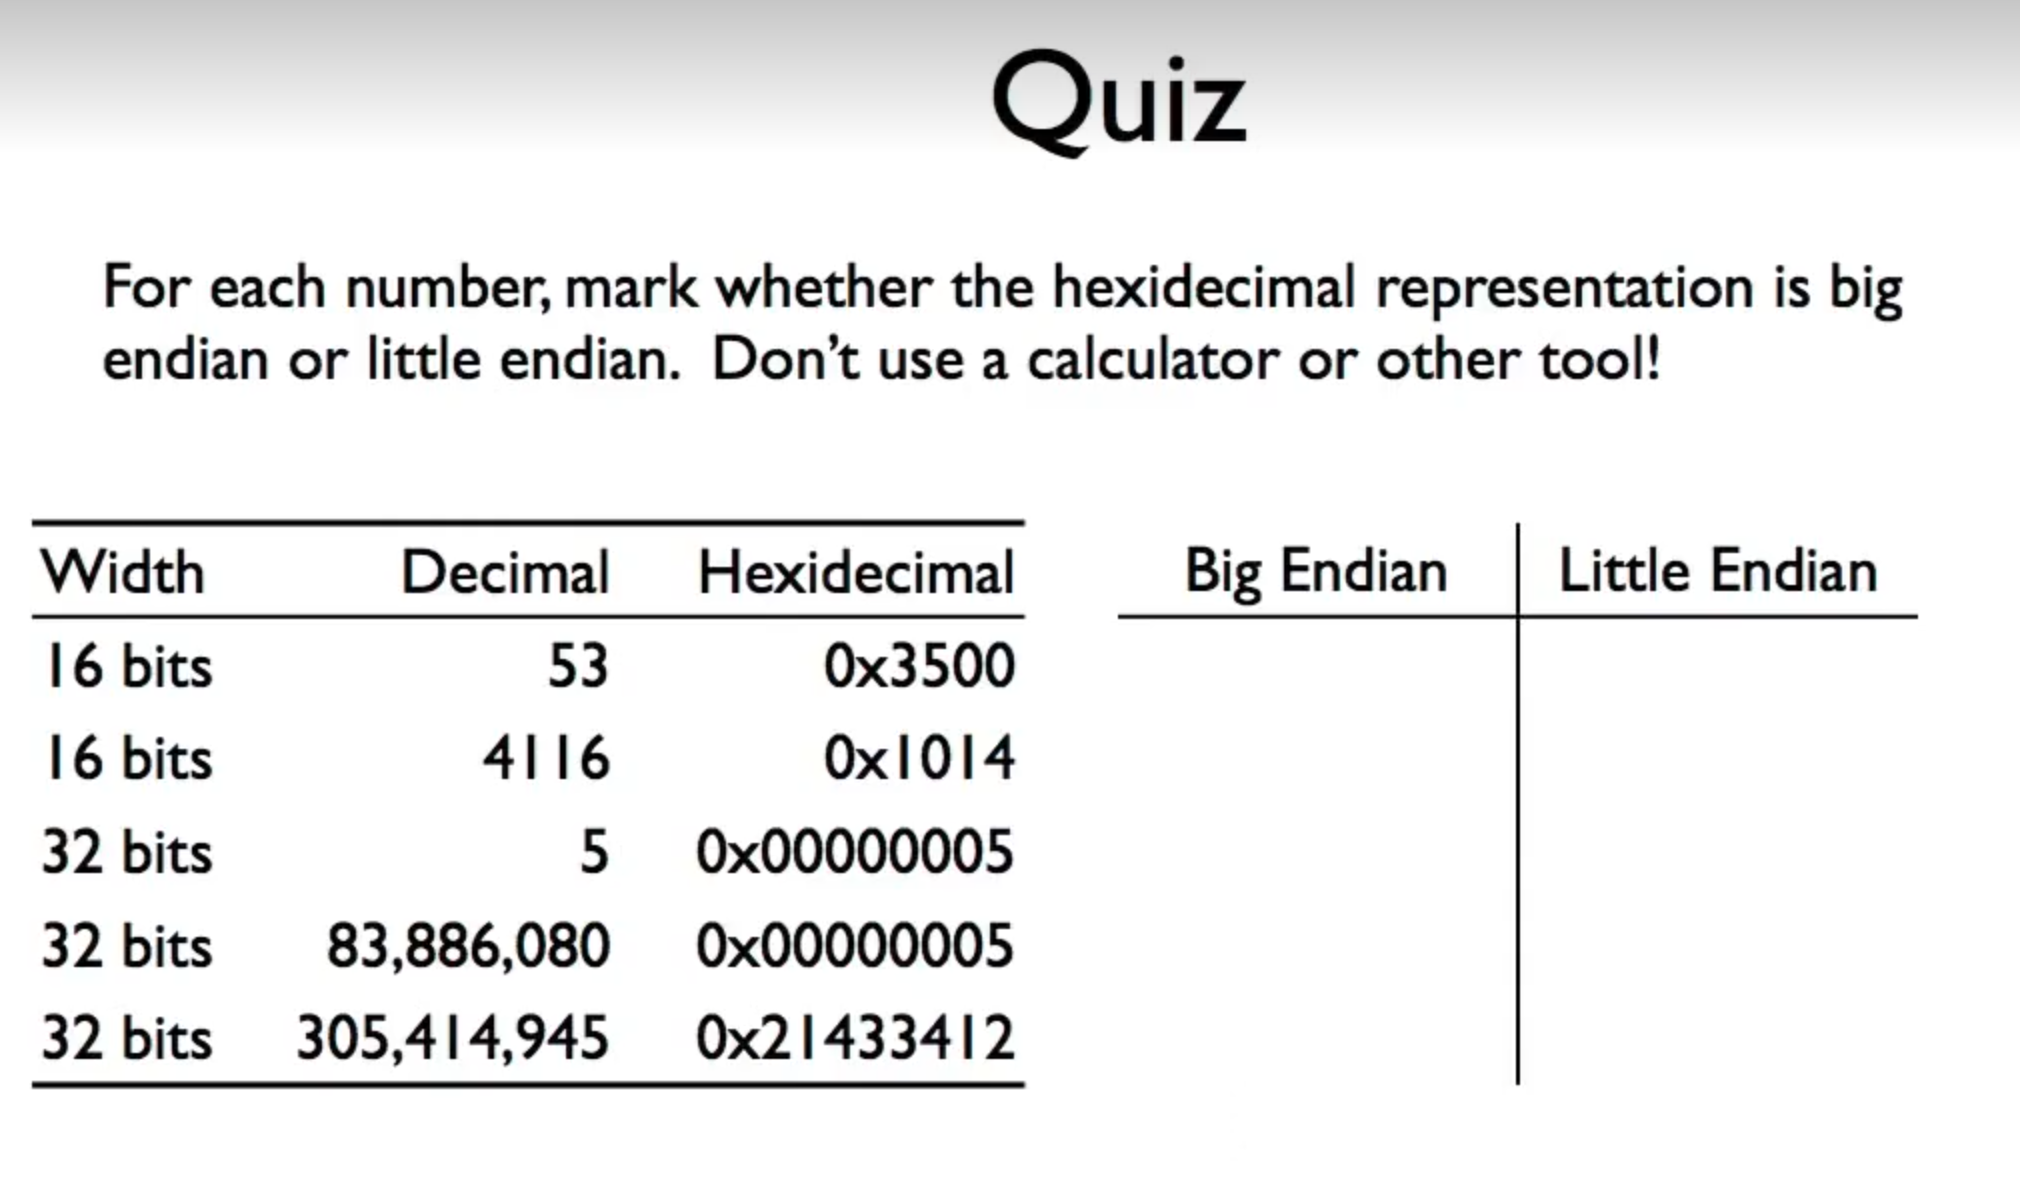 Quiz
For each number, mark whether the hexidecimal representation is big
endian or little endian. Don't use a calculator or other tool!
Width Decimal Hexidecimal Big Endian Little Endian
16 bits 53 0x3500
16 bits 4116 0x1014
32 bits 5 0x00000005
32 bits 83,886,080 0x00000005
32 bits 305,414,945 0x21433412